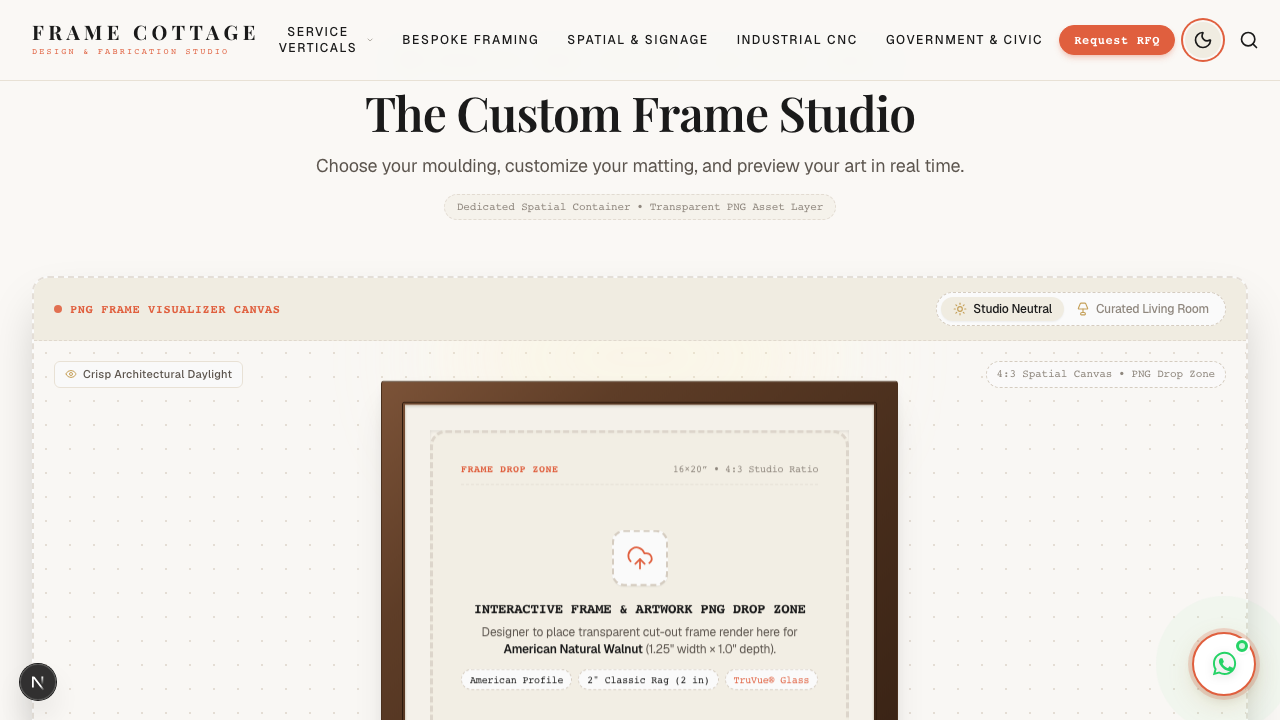 FRAME COTTAGE
DESIGN & FABRICATION STUDIO
SERVICE
VERTICALS
BESPOKE FRAMING
SPATIAL & SIGNAGE
INDUSTRIAL CNC
GOVERNMENT & CIVIC
Request RFQ
The Custom Frame Studio
Choose your moulding, customize your matting, and preview your art in real time.
Dedicated Spatial Container • Transparent PNG Asset Layer
PNG FRAME VISUALIZER CANVAS
Studio Neutral
Curated Living Room
Crisp Architectural Daylight
4:3 Spatial Canvas • PNG Drop Zone
FRAME DROP ZONE
16×20" • 4:3 Studio Ratio
INTERACTIVE FRAME & ARTWORK PNG DROP ZONE
Designer to place transparent cut-out frame render here for
American Natural Walnut (1.25" width × 1.0" depth).
American Profile
2" Classic Rag (2 in)
TruVue® Glass
N